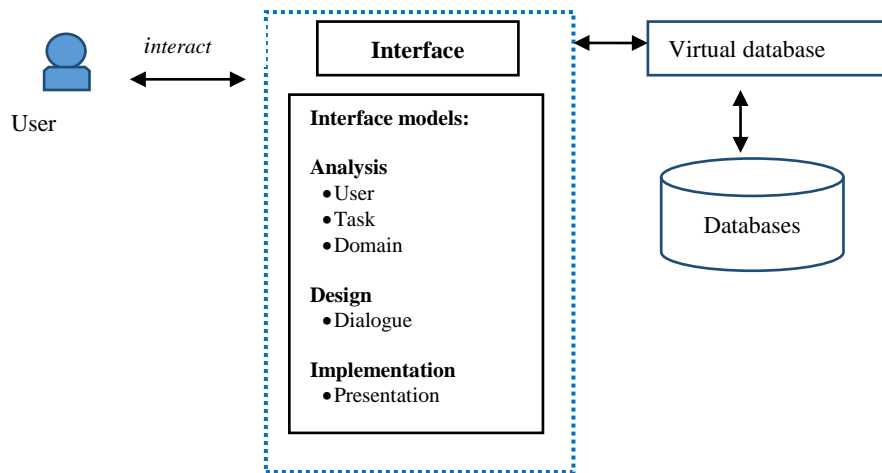 interact
User
Interface
Interface models:
Analysis
•User
•Task
•Domain
Design
•Dialogue
Implementation
•Presentation
Virtual database
Databases